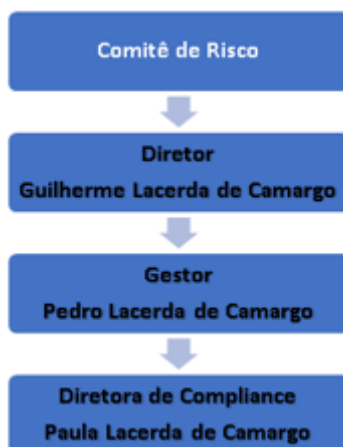 Comitê de Risco
Diretor
Guilherme Lacerda de Camargo
Gestor
Pedro Lacerda de Camargo
Diretora de Compliance
Paula Lacerda de Camargo